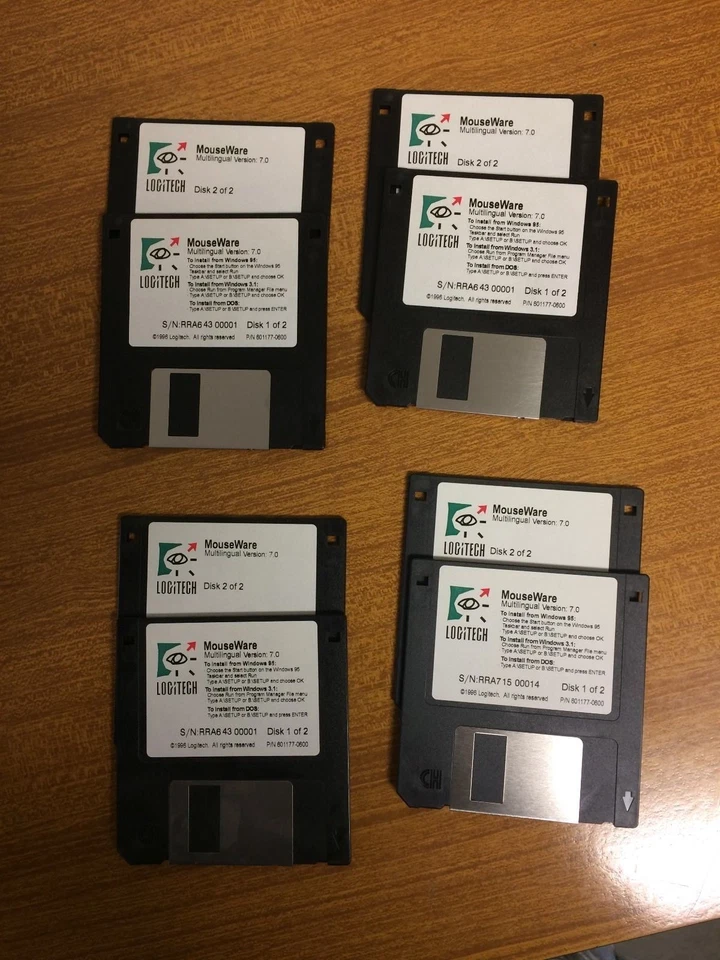 MouseWare
Multilingual Version: 7.0
LOGITECH
Disk 2 of 2
MouseWare
Multilingual Version: 7.0
LOGITECH
To install from Windows 95:
Choose the Start button on the Windows 95
Taskbar and select Run
Type A:\SETUP or B:\SETUP and choose OK
To install from Windows 3.1:
Choose Run from Program Manager File menu
Type A:\SETUP or B:\SETUP and choose OK
To install from DOS:
Type A:\SETUP or B:\SETUP and press ENTER
S/N:RRA6 43 00001 Disk 1 of 2
©1996 Logitech. All rights reserved P/N 601177-0600
MouseWare
Multilingual Version: 7.0
LOGITECH
Disk 2 of 2
MouseWare
Multilingual Version: 7.0
LOGITECH
To install from Windows 95:
Choose the Start button on the Windows 95
Taskbar and select Run
Type A:\SETUP or B:\SETUP and choose OK
To install from Windows 3.1:
Choose Run from Program Manager File menu
Type A:\SETUP or B:\SETUP and choose OK
To install from DOS:
Type A:\SETUP or B:\SETUP and press ENTER
S/N:RRA6 43 00001 Disk 1 of 2
©1996 Logitech. All rights reserved P/N 601177-0600
MouseWare
Multilingual Version: 7.0
LOGITECH
Disk 2 of 2
MouseWare
Multilingual Version: 7.0
LOGITECH
To install from Windows 95:
Choose the Start button on the Windows 95
Taskbar and select Run
Type A:\SETUP or B:\SETUP and choose OK
To install from Windows 3.1:
Choose Run from Program Manager File menu
Type A:\SETUP or B:\SETUP and choose OK
To install from DOS:
Type A:\SETUP or B:\SETUP and press ENTER
S/N:RRA6 43 00001 Disk 1 of 2
©1996 Logitech. All rights reserved P/N 601177-0600
MouseWare
Multilingual Version: 7.0
LOGITECH
Disk 2 of 2
MouseWare
Multilingual Version: 7.0
LOGITECH
To install from Windows 95:
Choose the Start button on the Windows 95
Taskbar and select Run
Type A:\SETUP or B:\SETUP and choose OK
To install from Windows 3.1:
Choose Run from Program Manager File menu
Type A:\SETUP or B:\SETUP and choose OK
To install from DOS:
Type A:\SETUP or B:\SETUP and press ENTER
S/N:RRA7 15 00014 Disk 1 of 2
©1996 Logitech. All rights reserved P/N 601177-0600